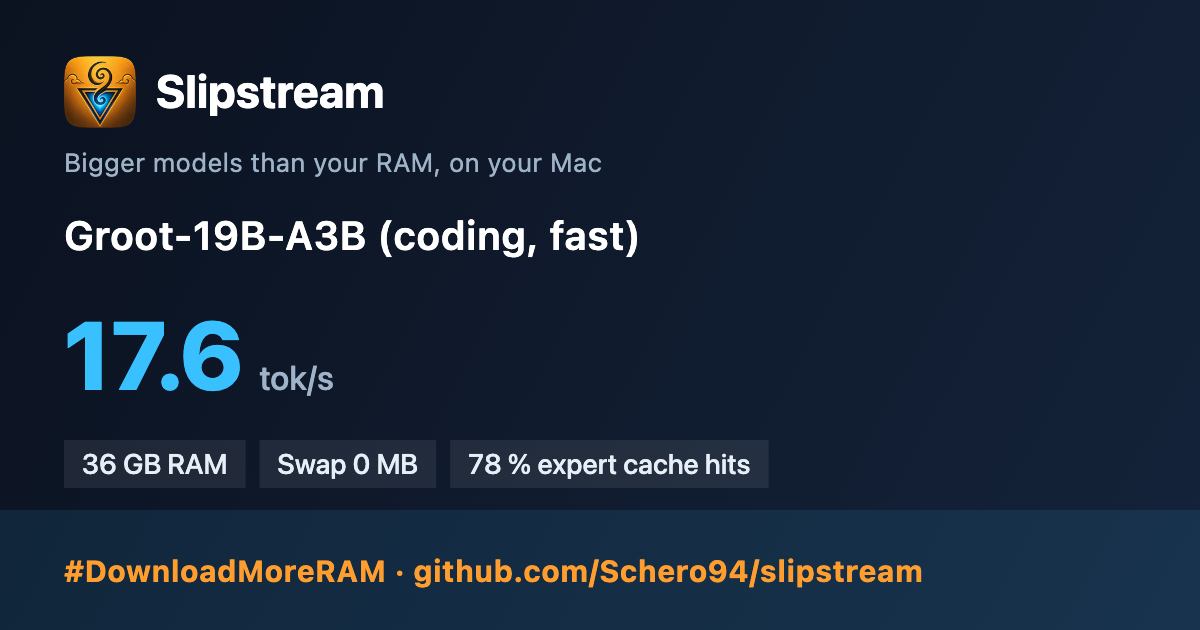 Slipstream
Bigger models than your RAM, on your Mac
Groot-19B-A3B (coding, fast)
17.6 tok/s
36 GB RAM Swap 0 MB 78 % expert cache hits
#DownloadMoreRAM · github.com/Schero94/slipstream